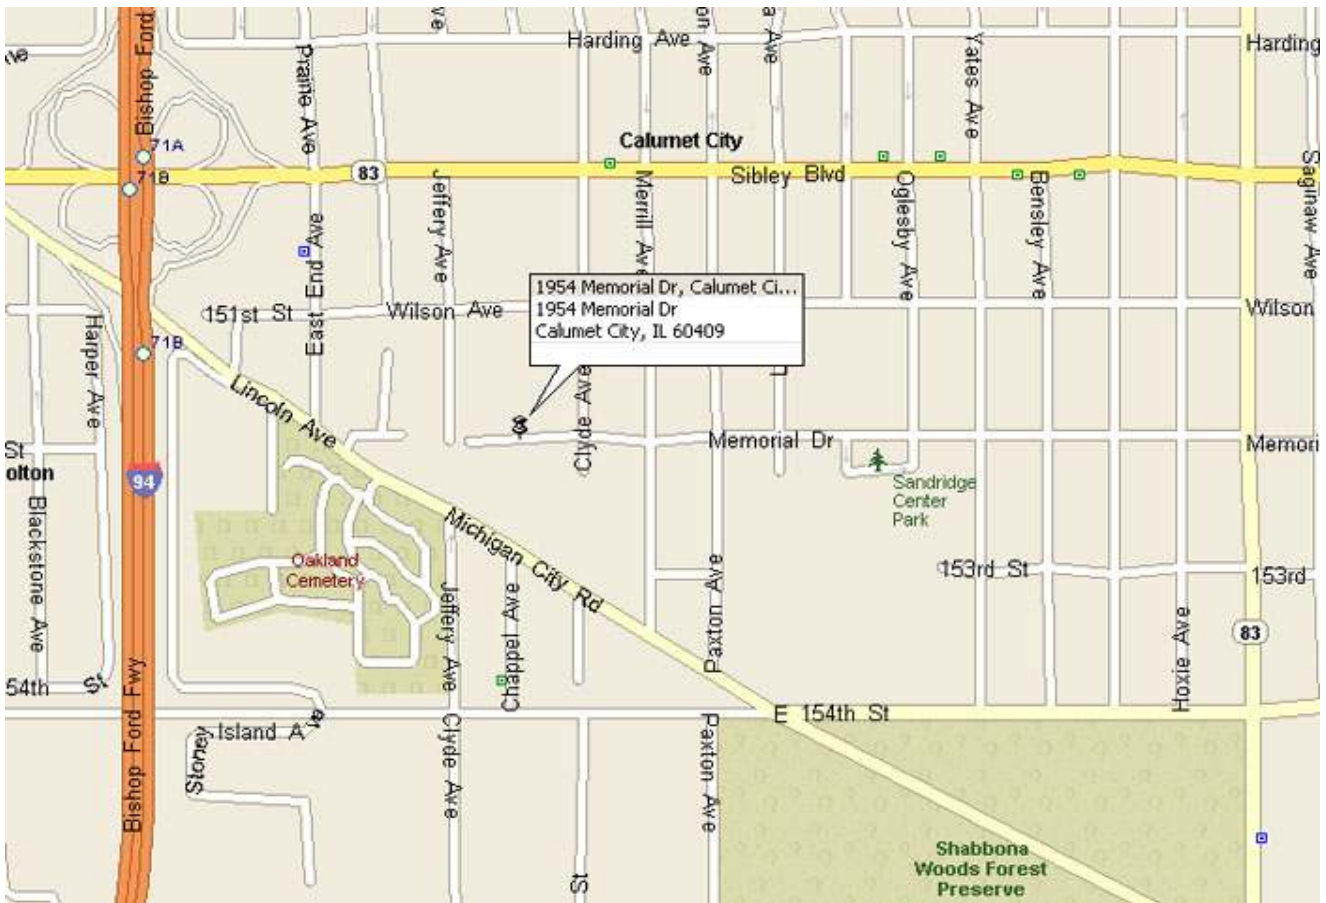 Bishop Ford
ve
on Ave
a Ave
Harding Ave
Harding
Prairie Ave
Yates Ave
71A
71B
Calumet City
83
Sibley Blvd
Jeffery Ave
Merrill Ave
Oglesby Ave
Bensley Ave
Saginaw Ave
East End Ave
1954 Memorial Dr, Calumet Ci...
1954 Memorial Dr
Calumet City, IL 60409
151st St
Wilson Ave
Wilson
Harper Ave
71B
Lincoln Ave
Clyde Ave
St
olton
Memorial Dr
Memori
94
Sandridge
Center
Park
Blackstone Ave
Michigan City Rd
Oakland
Cemetery
153rd St
153rd
Jeffery Ave
Chappel Ave
Paxton Ave
Hoxie Ave
83
54th St
Bishop Ford Fwy
E 154th St
Stoney Island Ave
Clyde Ave
Paxton Ave
St
Shabbona
Woods Forest
Preserve